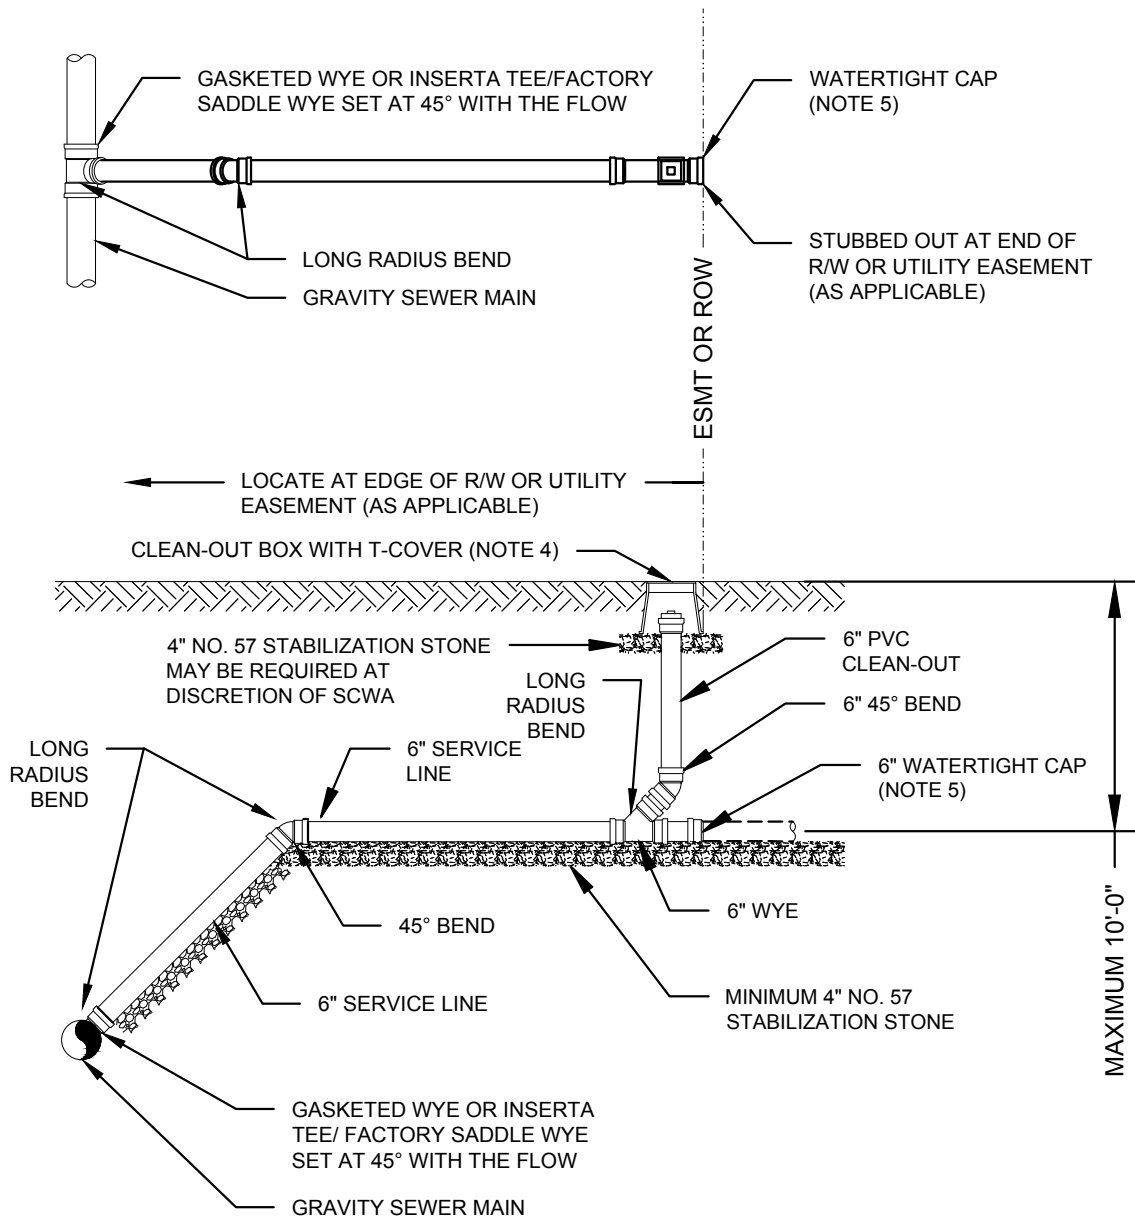 GASKETED WYE OR INSERTA TEE/FACTORY
SADDLE WYE SET AT 45° WITH THE FLOW
WATERTIGHT CAP
(NOTE 5)
LONG RADIUS BEND
GRAVITY SEWER MAIN
STUBBED OUT AT END OF
R/W OR UTILITY EASEMENT
(AS APPLICABLE)
ESMT OR ROW
LOCATE AT EDGE OF R/W OR UTILITY
EASEMENT (AS APPLICABLE)
CLEAN-OUT BOX WITH T-COVER (NOTE 4)
4" NO. 57 STABILIZATION STONE
MAY BE REQUIRED AT
DISCRETION OF SCWA
LONG
RADIUS
BEND
6" PVC
CLEAN-OUT
6" 45° BEND
LONG
RADIUS
BEND
6" SERVICE
LINE
6" WATERTIGHT CAP
(NOTE 5)
45° BEND
6" WYE
6" SERVICE LINE
MINIMUM 4" NO. 57
STABILIZATION STONE
MAXIMUM 10'-0"
GASKETED WYE OR INSERTA
TEE/ FACTORY SADDLE WYE
SET AT 45° WITH THE FLOW
GRAVITY SEWER MAIN